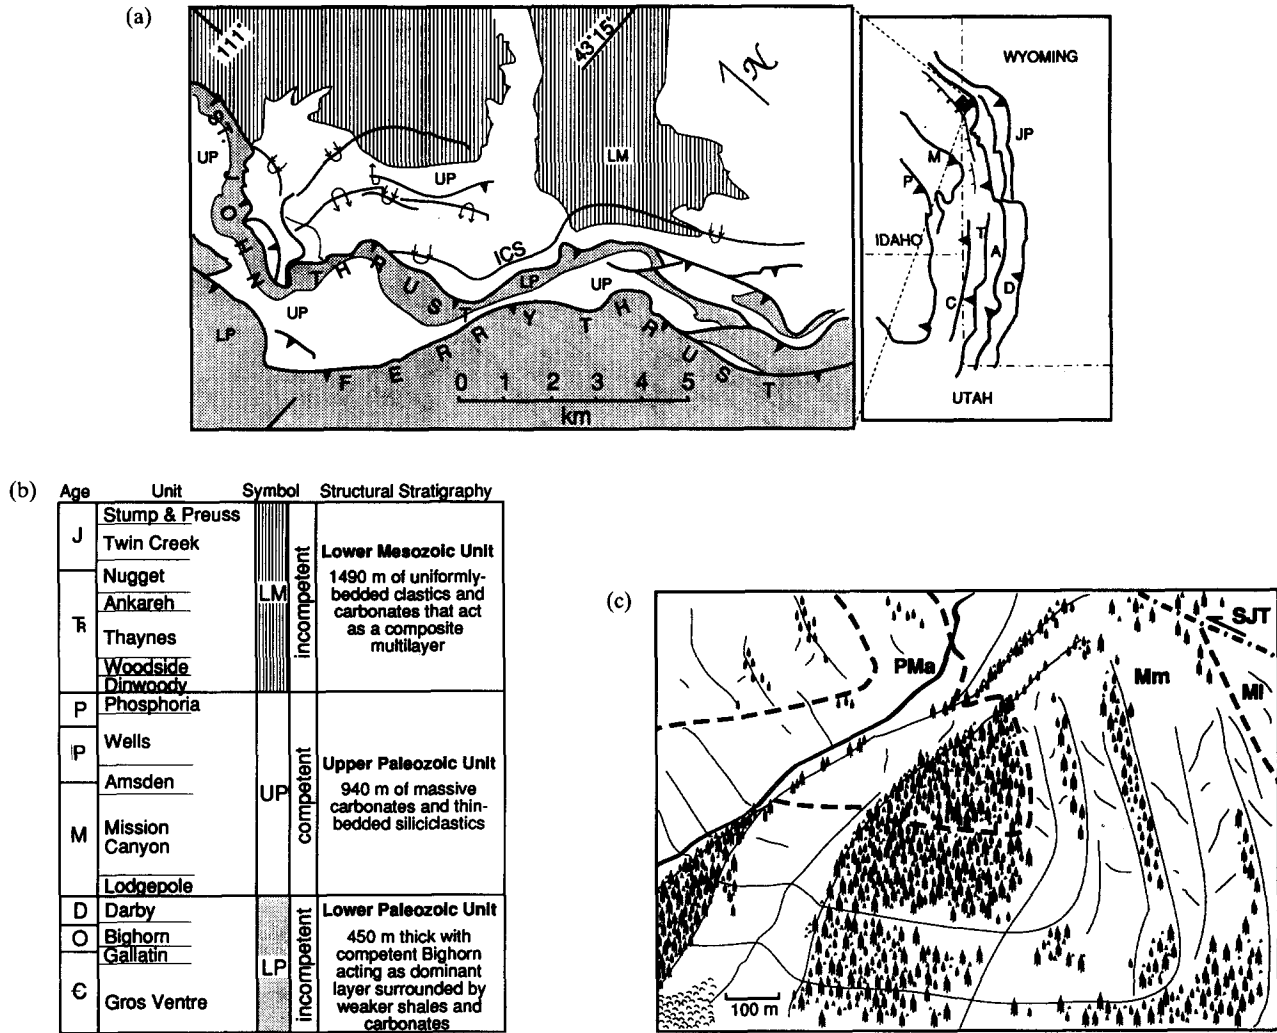 (a)
111°
43°15'
N
ST. JOHN THRUST
UP
UP
LM
UP
ICS
LP
UP
LP
FERRY THRUST
0 1 2 3 4 5
km
WYOMING
JP
M
P
IDAHO
T
A
C
D
UTAH
(b)
Age Unit Symbol Structural Stratigraphy
J
Stump & Preuss
Twin Creek
Nugget
Ankareh
Thaynes
Woodside
Dinwoody
LM
incompetent
Lower Mesozoic Unit
1490 m of uniformly-
bedded clastics and
carbonates that act
as a composite
multilayer
P
Phosphoria
Wells
Amsden
M
Mission
Canyon
Lodgepole
UP
competent
Upper Paleozoic Unit
940 m of massive
carbonates and thin-
bedded siliciclastics
D
Darby
O
Bighorn
Gallatin
Є
Gros Ventre
LP
incompetent
Lower Paleozoic Unit
450 m thick with
competent Bighorn
acting as dominant
layer surrounded by
weaker shales and
carbonates
(c)
SJT
PMa
Mm
Ml
100 m